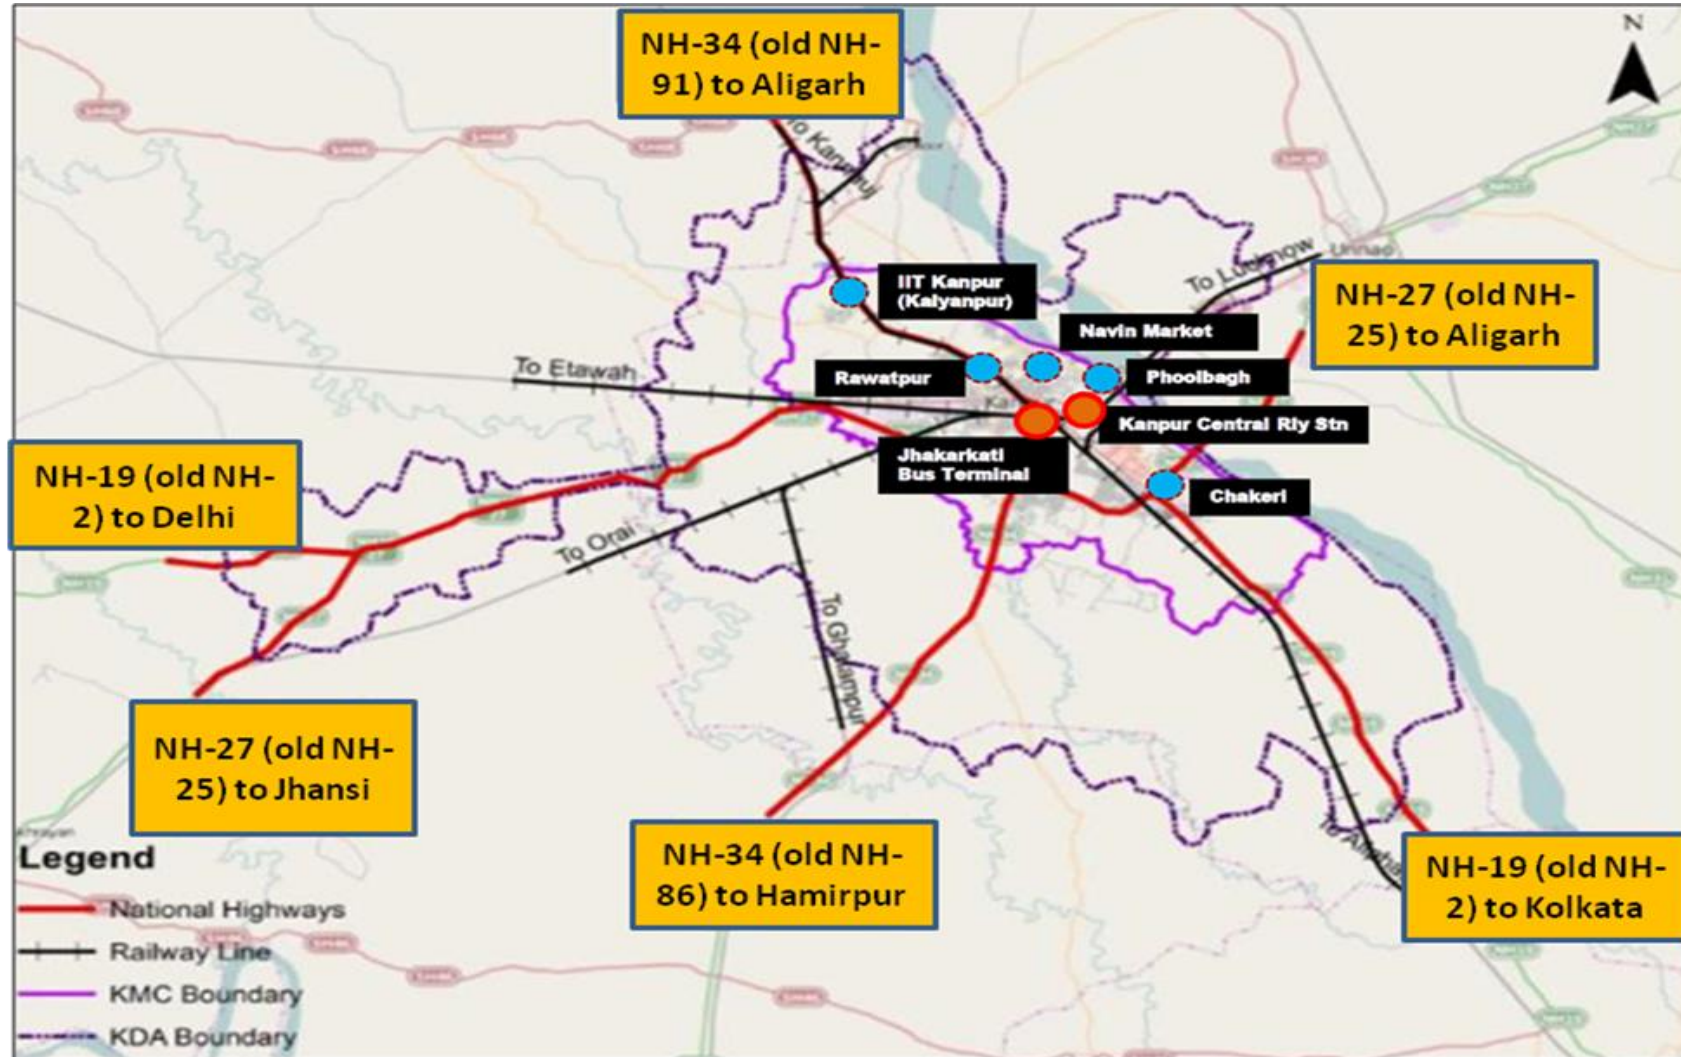 N
NH-34 (old NH-
91) to Aligarh
To Kannauj
To Lucknow
Unnao
IIT Kanpur
(Kalyanpur)
NH-27 (old NH-
25) to Aligarh
Navin Market
To Etawah
Rawatpur
Phoolbagh
Kanpur Central Rly Stn
Jhakarkati
Bus Terminal
NH-19 (old NH-
2) to Delhi
Chakeri
To Orai
To Ghatampur
NH-27 (old NH-
25) to Jhansi
NH-34 (old NH-
86) to Hamirpur
NH-19 (old NH-
2) to Kolkata
Legend
National Highways
Railway Line
KMC Boundary
KDA Boundary